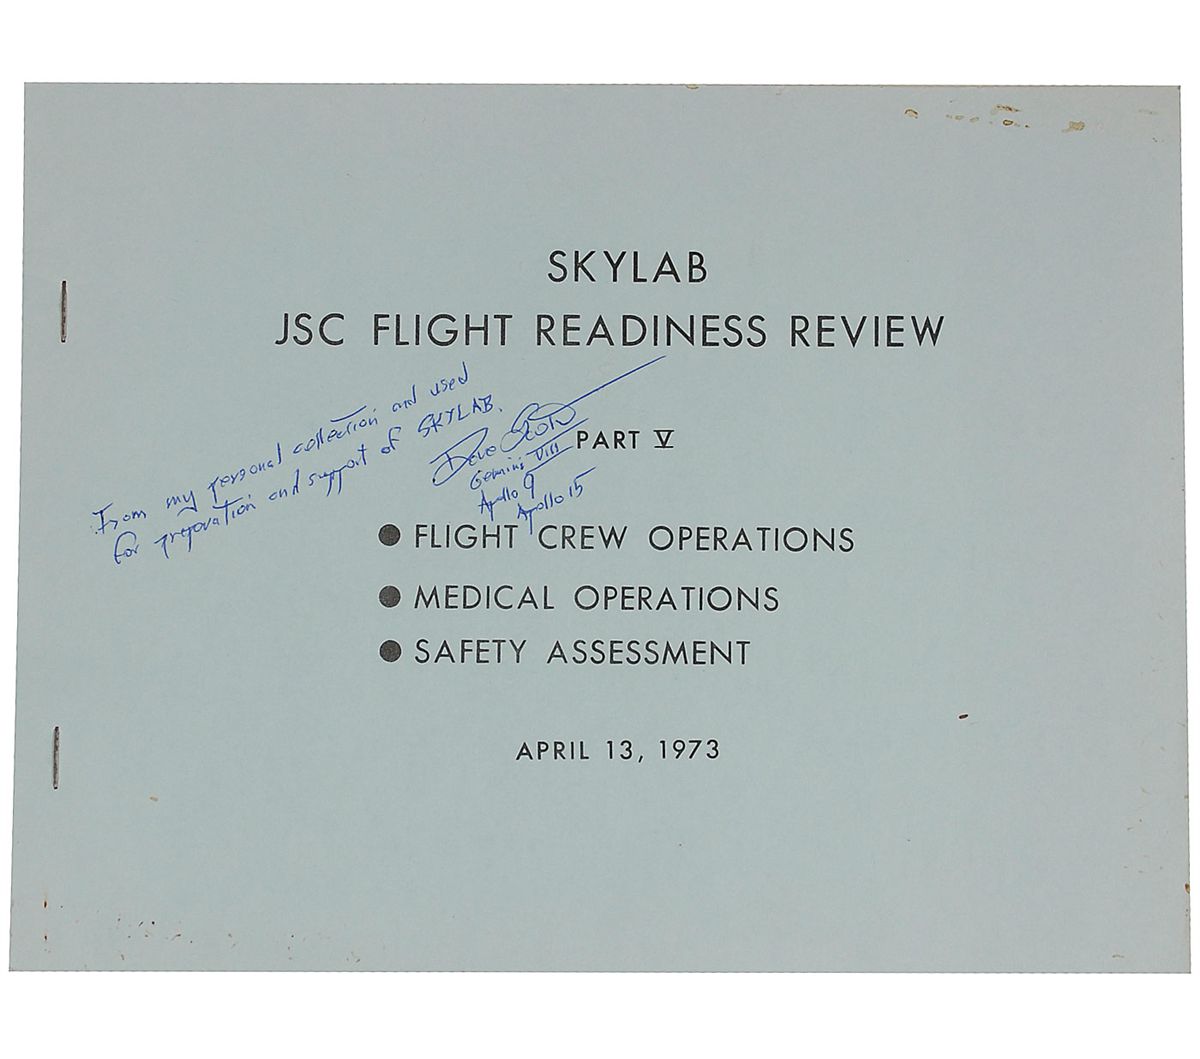 SKYLAB
JSC FLIGHT READINESS REVIEW
From my personal collection and used
for preparation and support of SKYLAB.
Dave Scott
Gemini VIII
Apollo 9
Apollo 15
PART V
● FLIGHT CREW OPERATIONS
● MEDICAL OPERATIONS
● SAFETY ASSESSMENT
APRIL 13, 1973